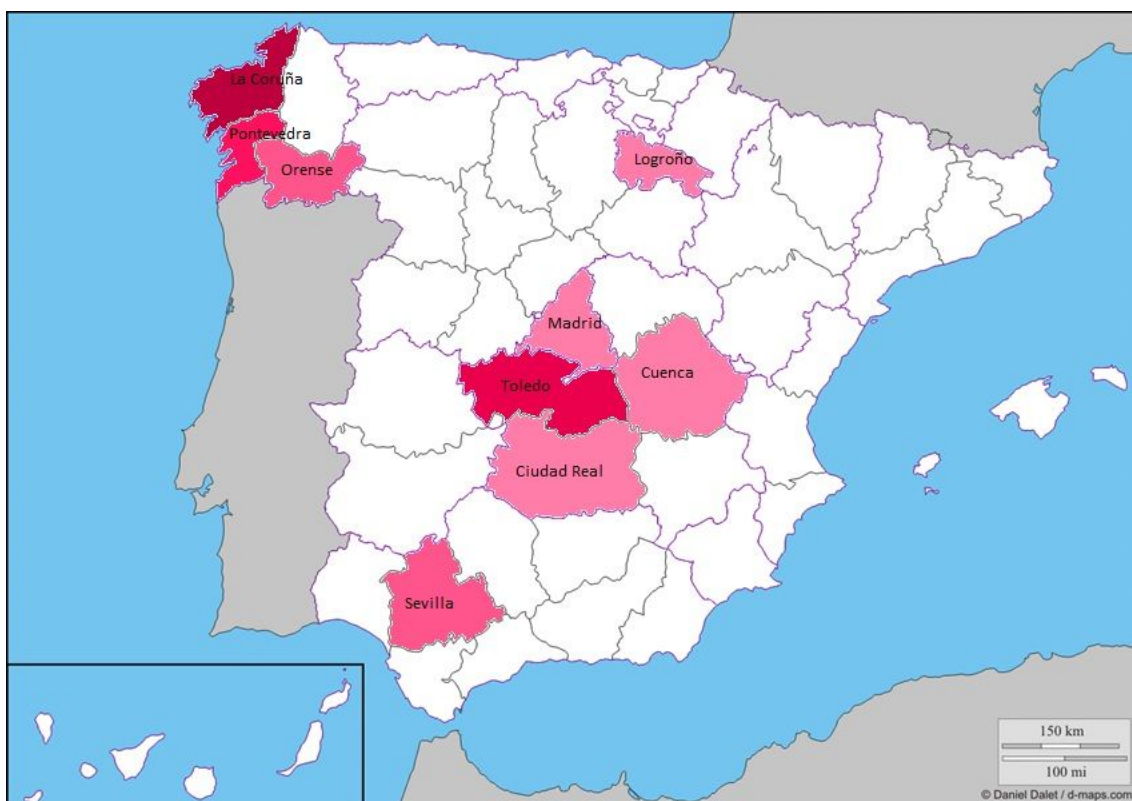 La Coruña
Pontevedra
Orense
Logroño
Madrid
Toledo
Cuenca
Ciudad Real
Sevilla
150 km
100 mi
© Daniel Dalet / d-maps.com